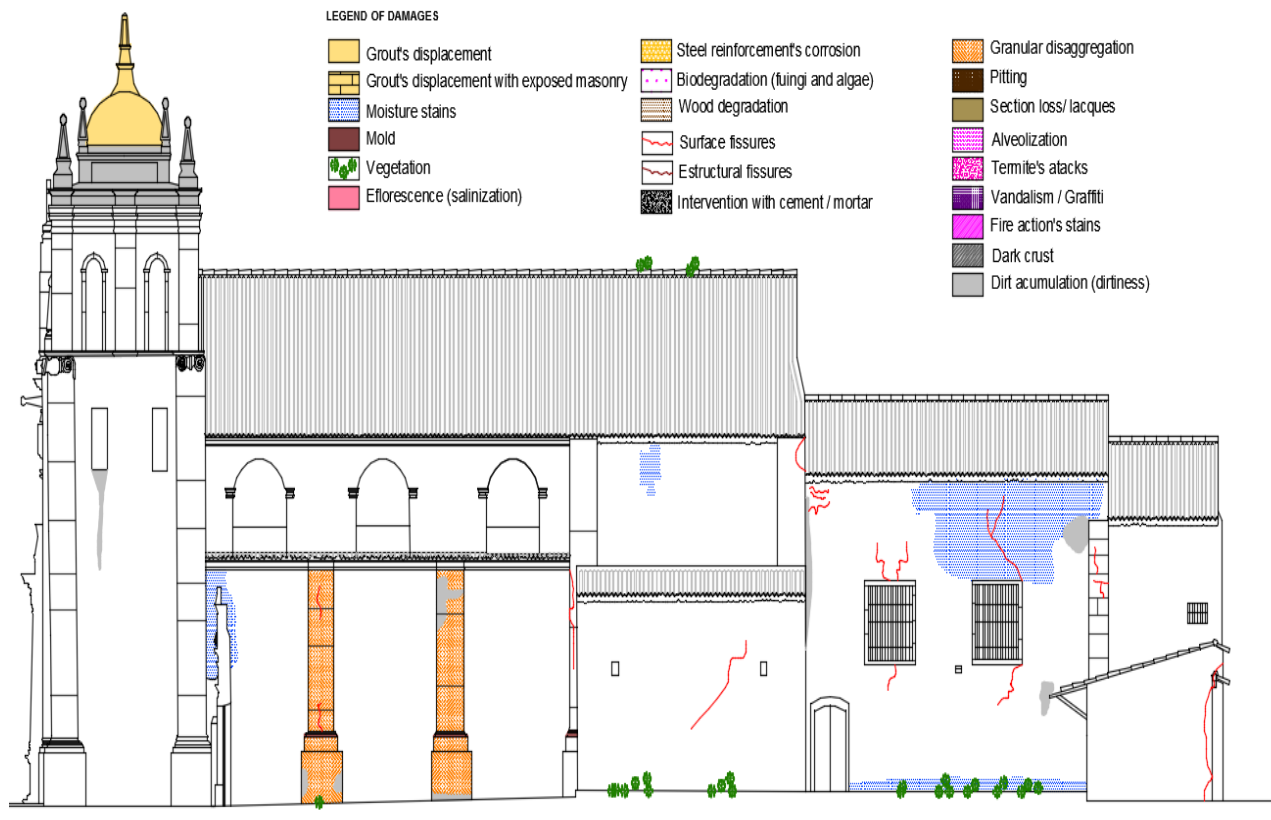 LEGEND OF DAMAGES
Grout's displacement
Grout's displacement with exposed masonry
Moisture stains
Mold
Vegetation
Eflorescence (salinization)
Steel reinforcement's corrosion
Biodegradation (fuingi and algae)
Wood degradation
Surface fissures
Estructural fissures
Intervention with cement / mortar
Granular disaggregation
Pitting
Section loss/ lacques
Alveolization
Termite's atacks
Vandalism / Graffiti
Fire action's stains
Dark crust
Dirt acumulation (dirtiness)